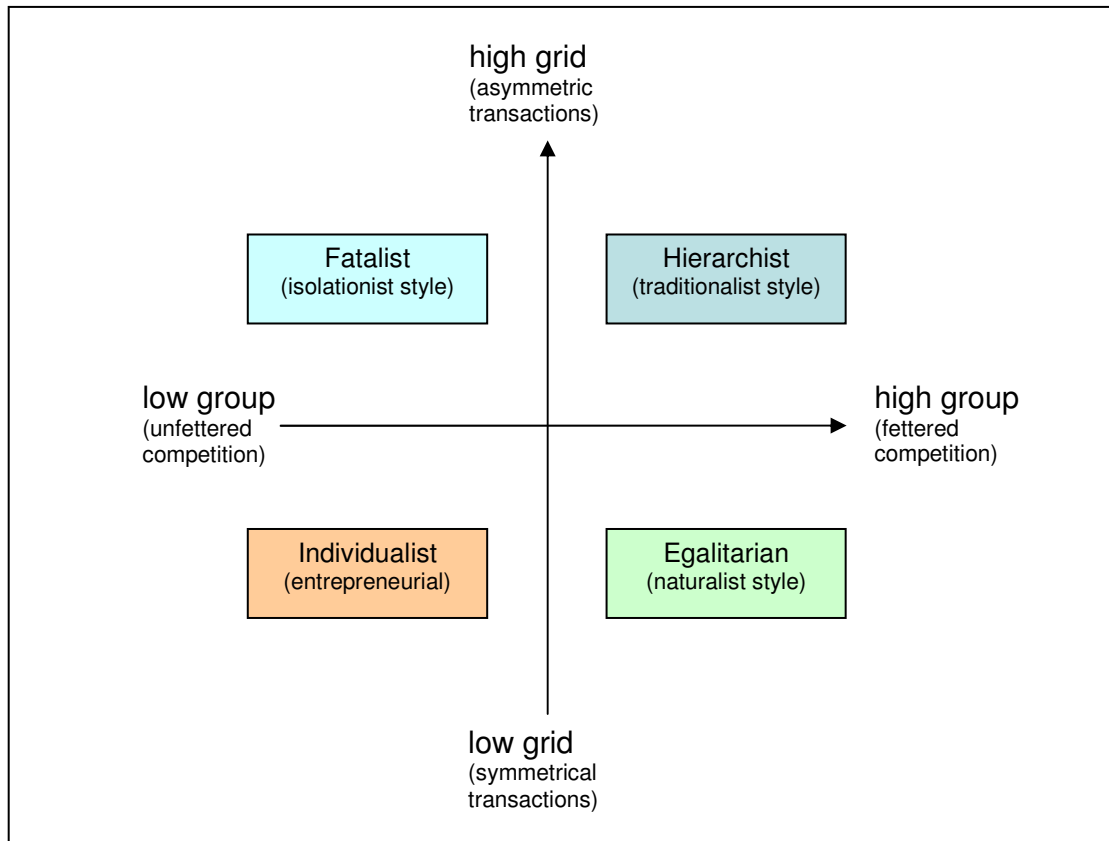 high grid
(asymmetric
transactions)
Fatalist
(isolationist style)
Hierarchist
(traditionalist style)
low group
(unfettered
competition)
high group
(fettered
competition)
Individualist
(entrepreneurial)
Egalitarian
(naturalist style)
low grid
(symmetrical
transactions)